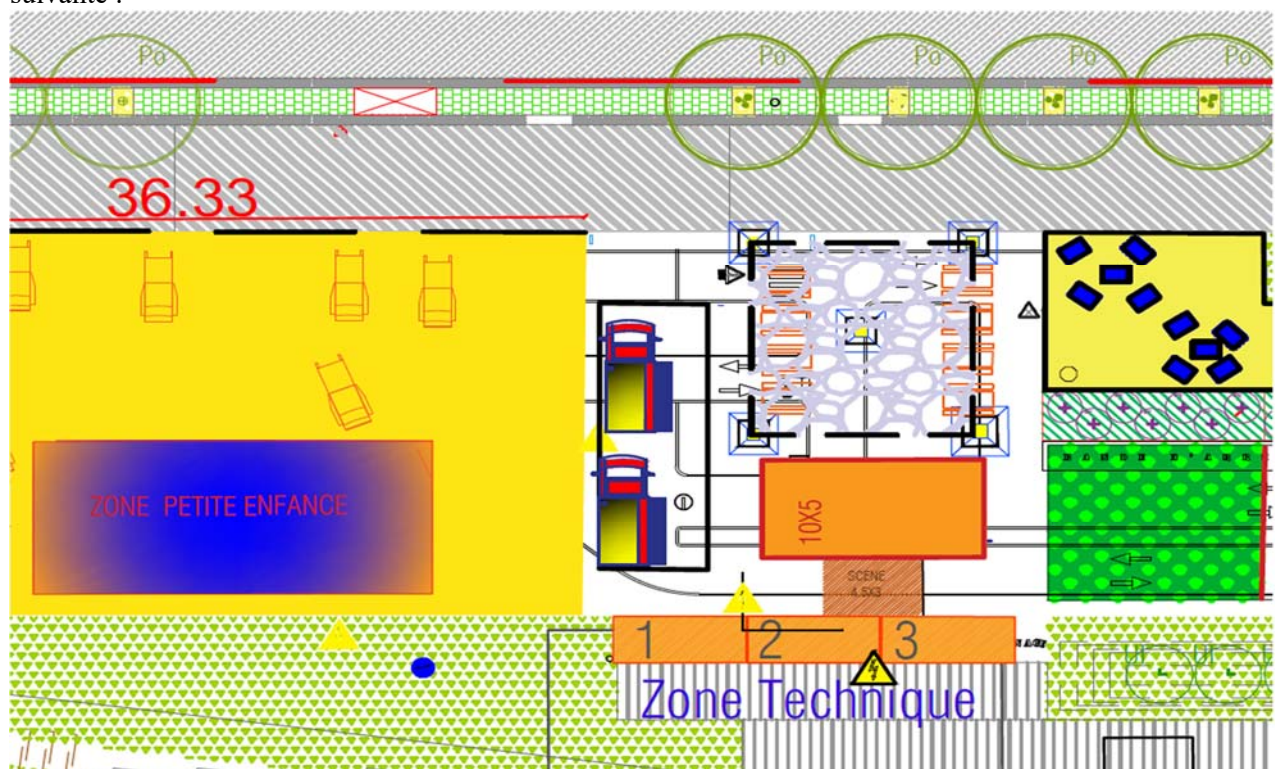 suivante :
Po
Po
Po
Po
Po
36.33
ZONE PETITE ENFANCE
10X5
SCENE
4.5X3
1
2
3
Zone Technique